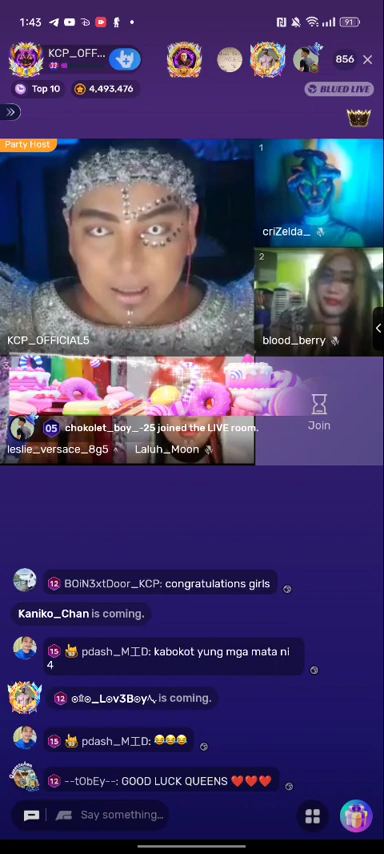 1:43
91
KCP_OFF...
856
Top 10
4,493,476
BLUED LIVE
Party Host
1
criZelda_
2
KCP_OFFICIAL5
blood_berry
3
05 chokolet_boy_-25 joined the LIVE room.
Join
leslie_versace_8g5
Laluh_Moon
12 BOiN3xtDoor_KCP: congratulations girls
Kaniko_Chan is coming.
15 pdash_M工D: kabokot yung mga mata ni
4
12 is coming.
15 pdash_M工D: 😂😂😂
12 --tObEy--: GOOD LUCK QUEENS ❤️❤️❤️
Say something...